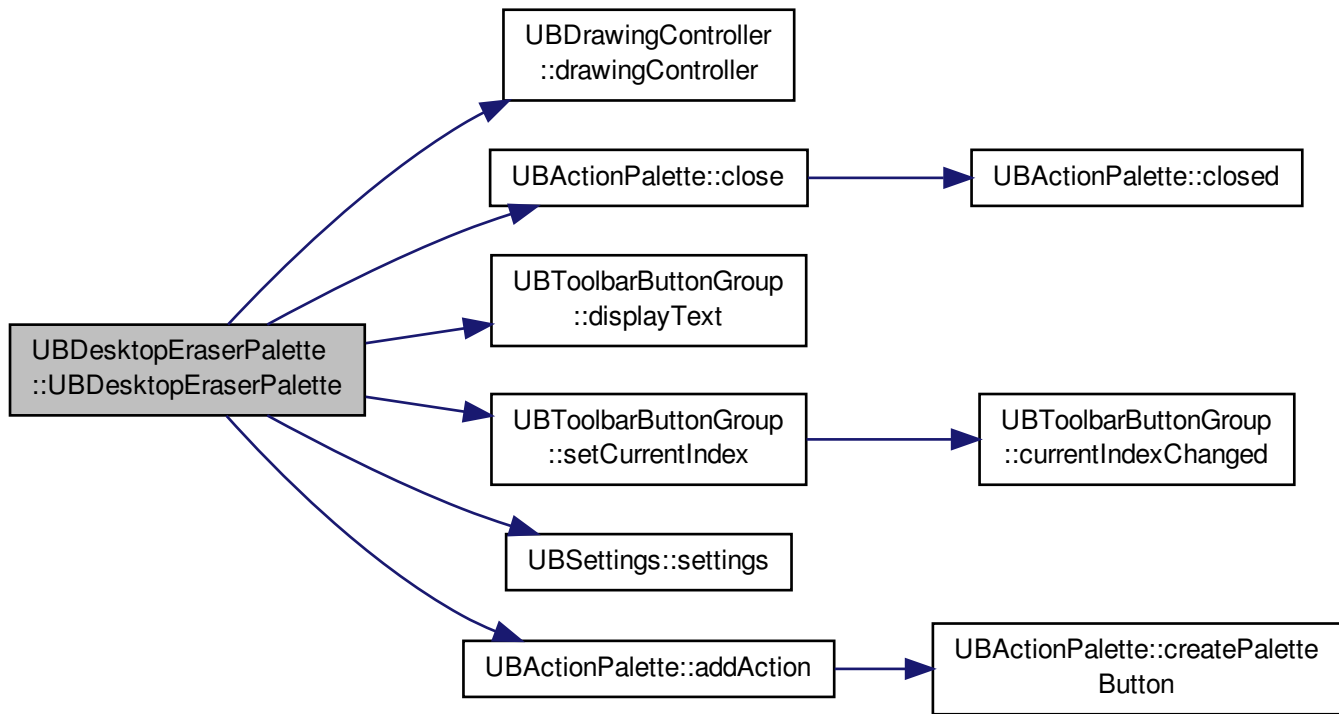 UBDrawingController
::drawingController
UBActionPalette::close
UBActionPalette::closed
UBToolbarButtonGroup
::displayText
UBDesktopEraserPalette
::UBDesktopEraserPalette
UBToolbarButtonGroup
::setCurrentIndex
UBToolbarButtonGroup
::currentIndexChanged
UBSettings::settings
UBActionPalette::addAction
UBActionPalette::createPalette
Button